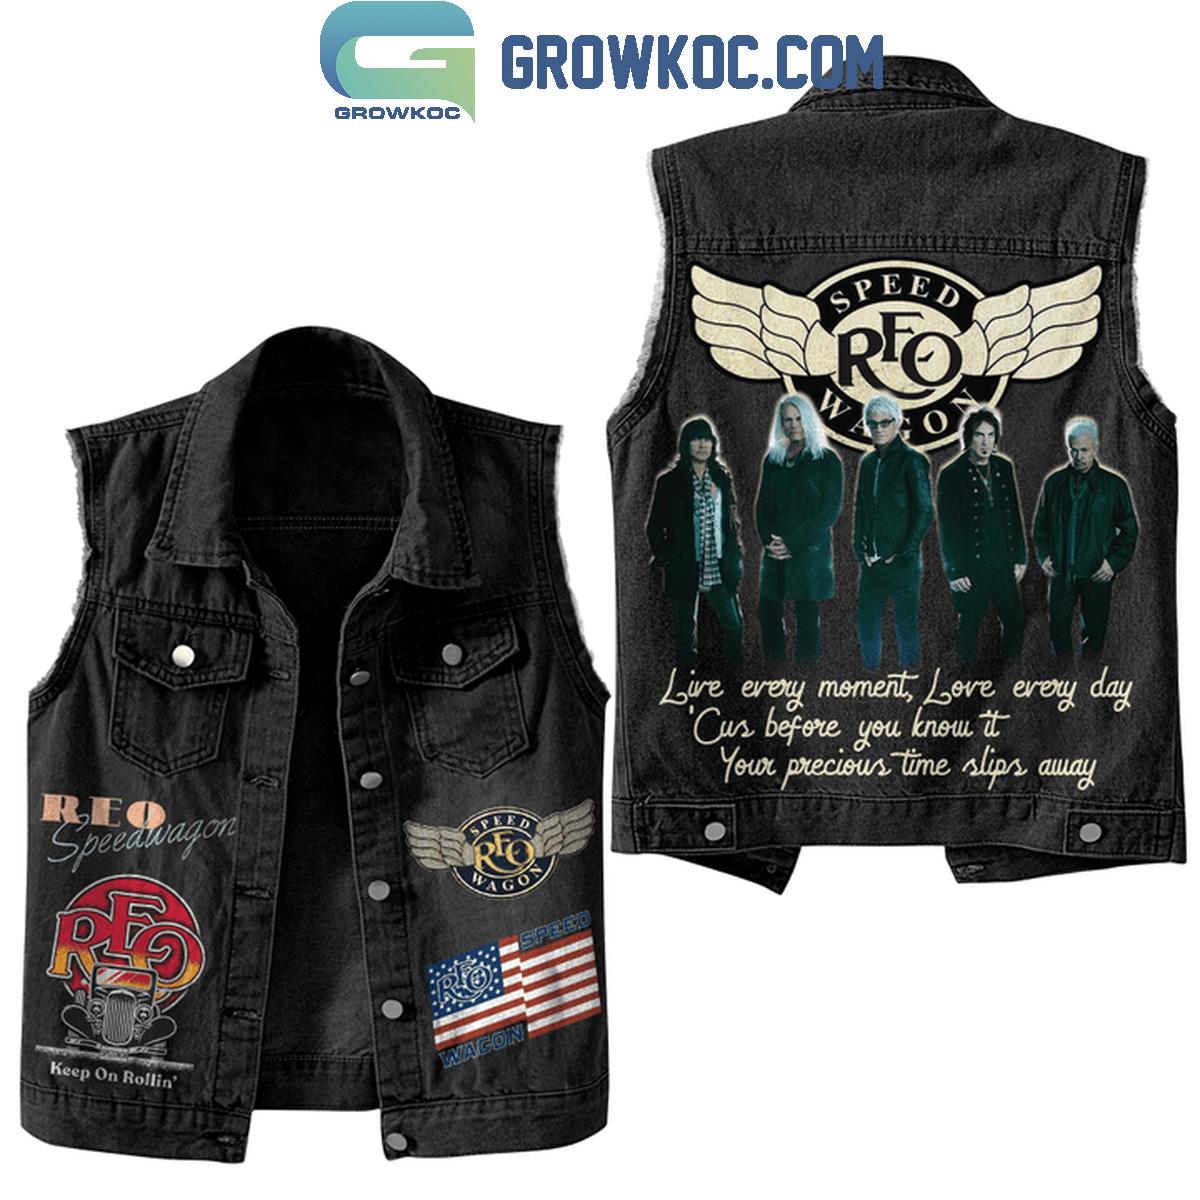 GROWKOC
GROWKOC.COM
SPEED
REO
WAGON
Live every moment, Love every day
'Cus before you know it
Your precious time slips away
REO
Speedwagon
REO
Keep On Rollin'
SPEED
REO
WAGON
SPEED
REO
WAGON